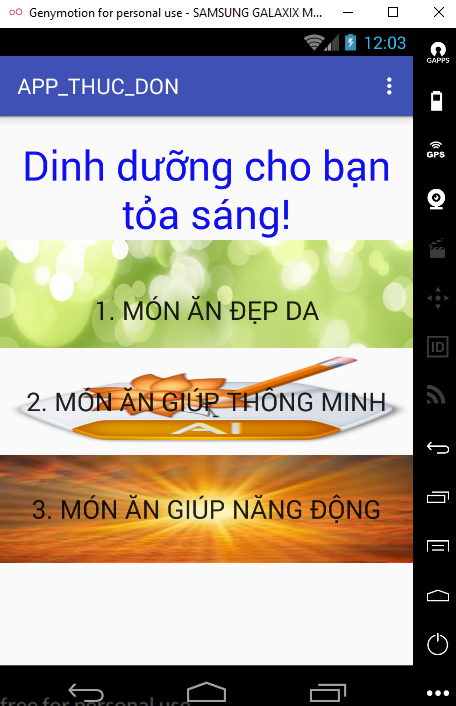 Genymotion for personal use - SAMSUNG GALAXIX M...
12:03
GAPPS
APP_THUC_DON
GPS
Dinh dưỡng cho bạn
tỏa sáng!
1. MÓN ĂN ĐẸP DA
ID
2. MÓN ĂN GIÚP THÔNG MINH
AI
3. MÓN ĂN GIÚP NĂNG ĐỘNG
free for personal use